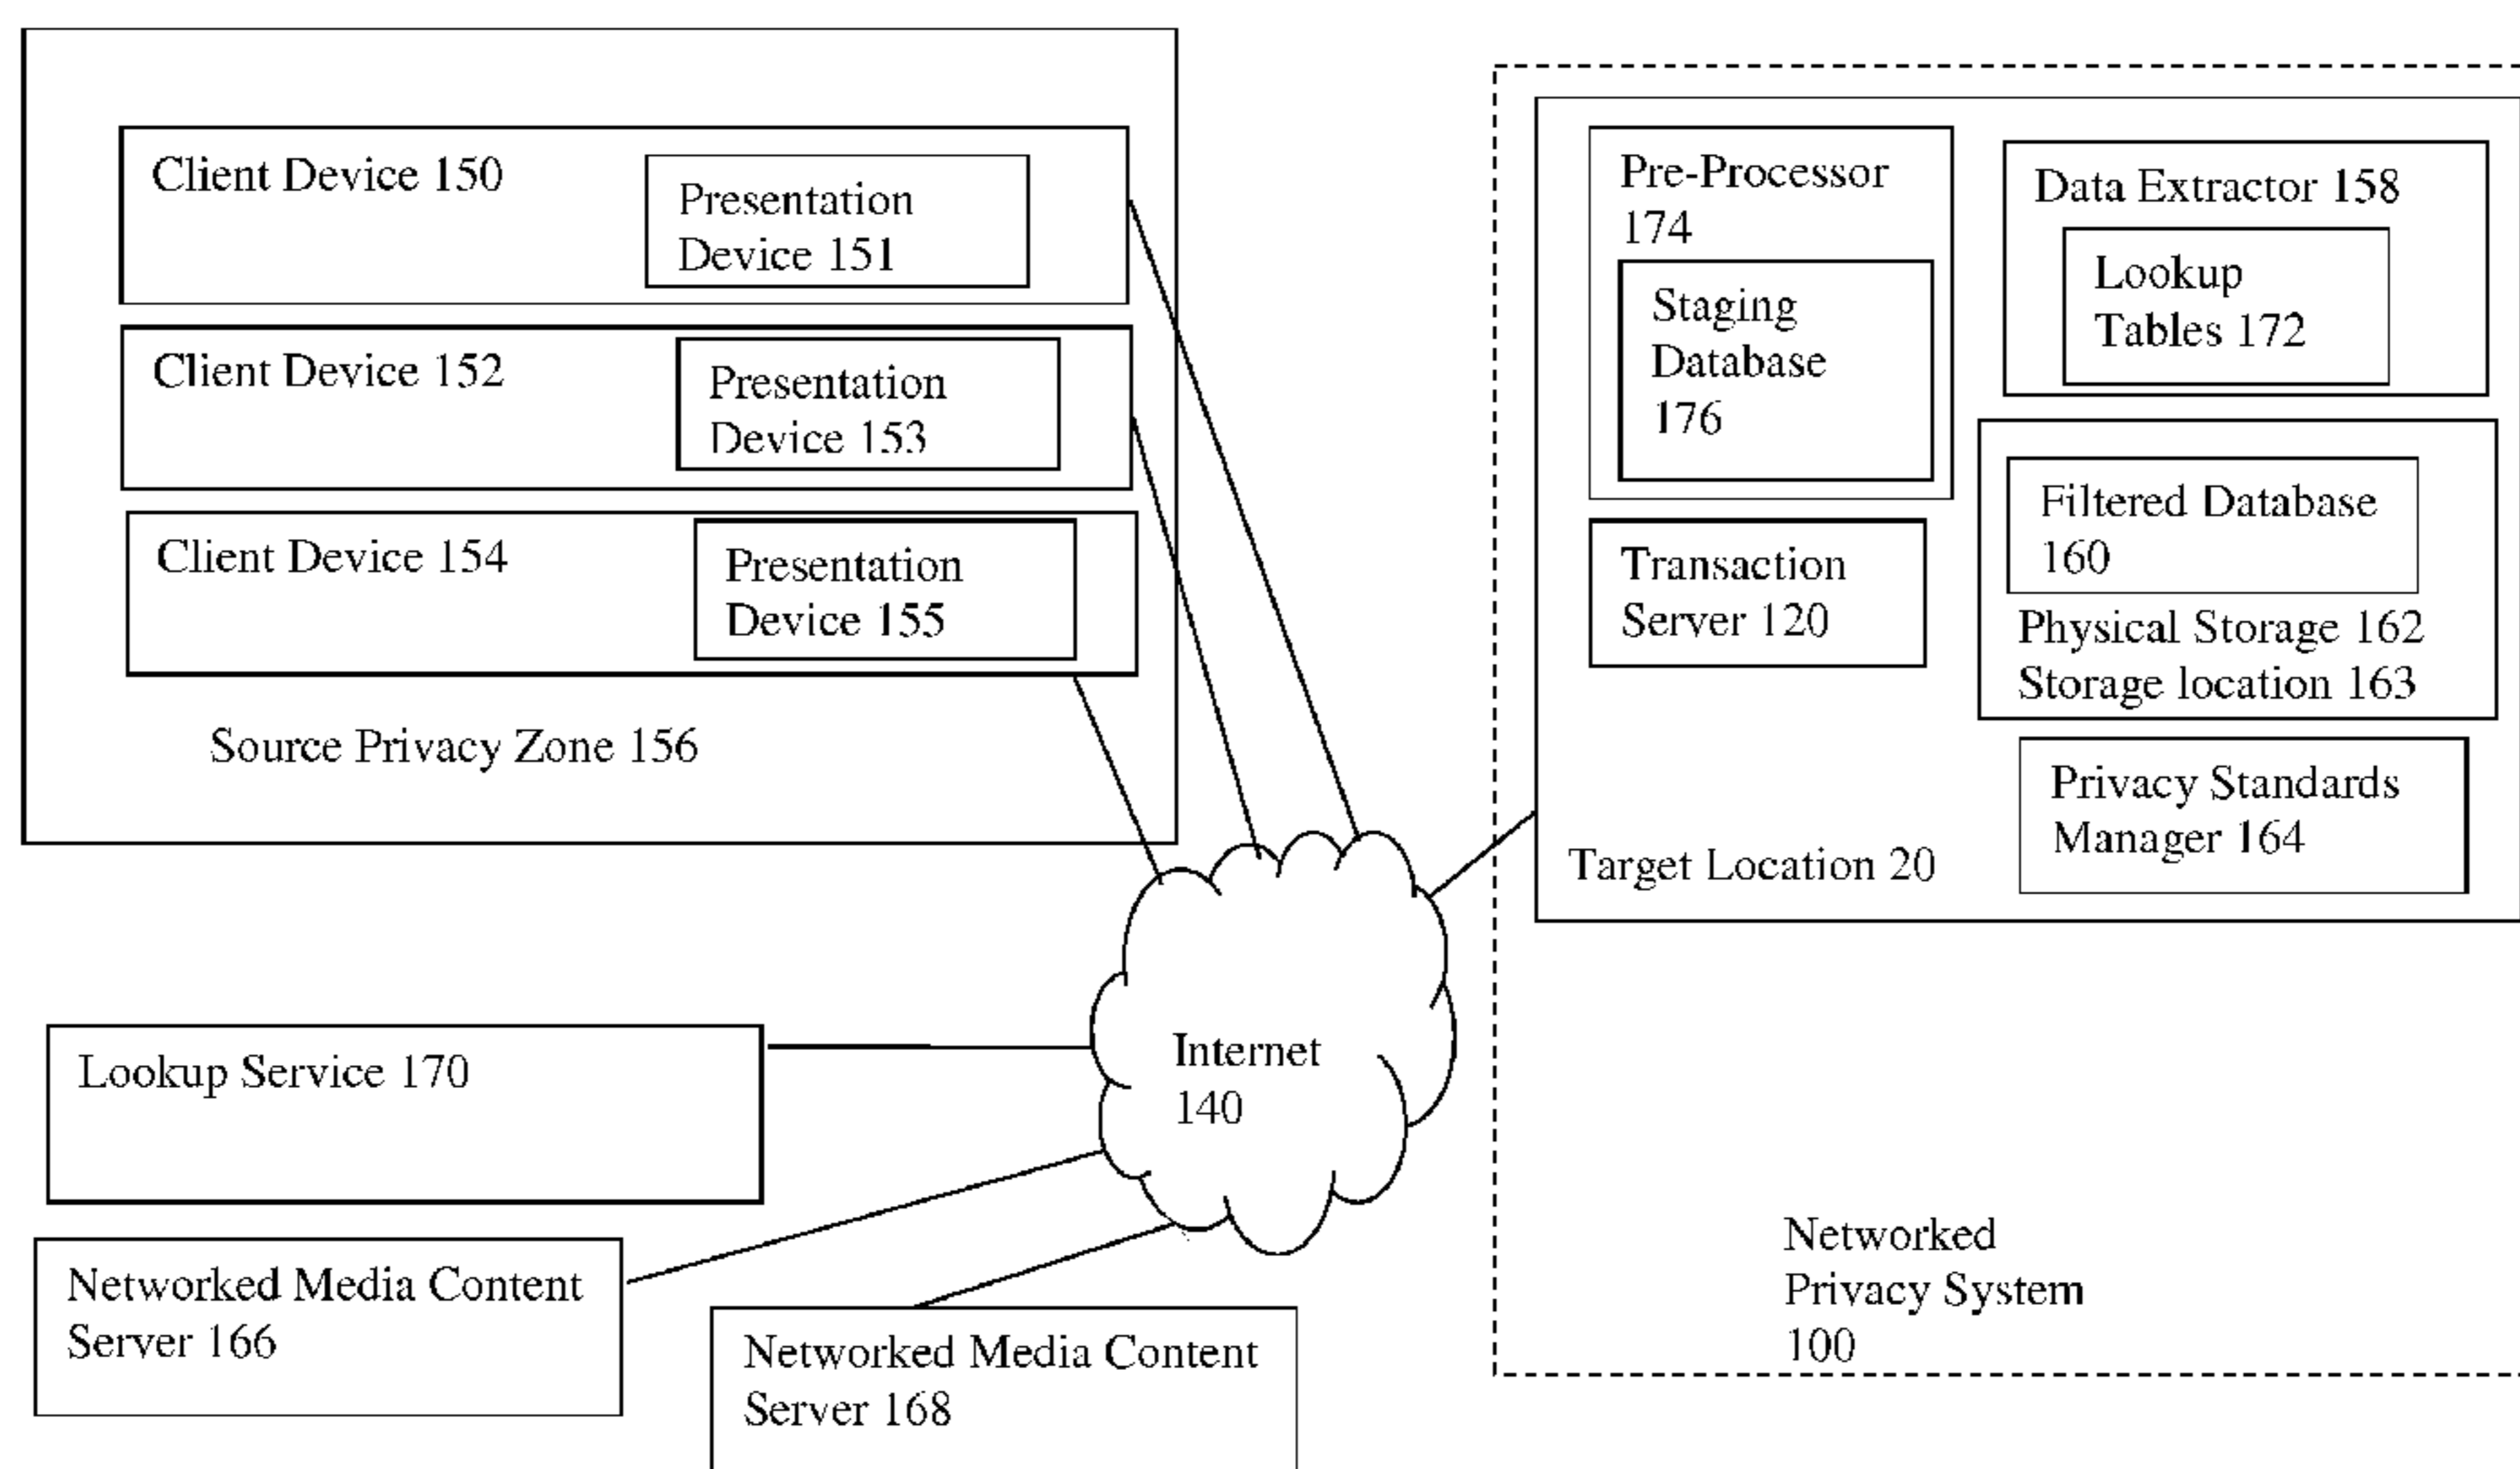 Client Device 150
Presentation
Device 151
Client Device 152
Presentation
Device 153
Client Device 154
Presentation
Device 155
Source Privacy Zone 156
Pre-Processor
174
Staging
Database
176
Data Extractor 158
Lookup
Tables 172
Filtered Database
160
Physical Storage 162
Storage location 163
Transaction
Server 120
Privacy Standards
Manager 164
Target Location 20
Internet
140
Lookup Service 170
Networked Media Content
Server 166
Networked Media Content
Server 168
Networked
Privacy System
100